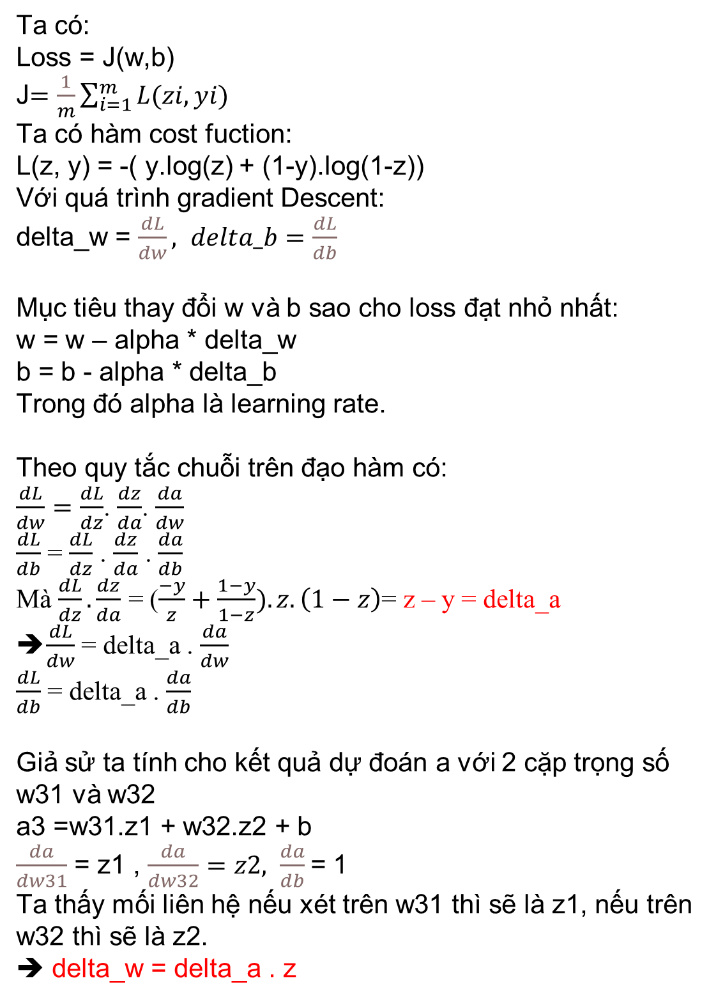 Ta có:
Loss = J(w,b)
J= \frac{1}{m} \sum_{i=1}^{m} L(zi, yi)
Ta có hàm cost fuction:
L(z, y) = -( y.log(z) + (1-y).log(1-z))
Với quá trình gradient Descent:
delta_w = \frac{dL}{dw}, delta_b = \frac{dL}{db}
Mục tiêu thay đổi w và b sao cho loss đạt nhỏ nhất:
w = w – alpha * delta_w
b = b - alpha * delta_b
Trong đó alpha là learning rate.
Theo quy tắc chuỗi trên đạo hàm có:
\frac{dL}{dw} = \frac{dL}{dz}. \frac{dz}{da}. \frac{da}{dw}
\frac{dL}{db} = \frac{dL}{dz} . \frac{dz}{da} . \frac{da}{db}
Mà \frac{dL}{dz}. \frac{dz}{da} = (\frac{-y}{z} + \frac{1-y}{1-z}). z. (1 − z)= z – y = delta_a
➔ \frac{dL}{dw} = delta_a . \frac{da}{dw}
\frac{dL}{db} = delta_a . \frac{da}{db}
Giả sử ta tính cho kết quả dự đoán a với 2 cặp trọng số
w31 và w32
a3 =w31.z1 + w32.z2 + b
\frac{da}{dw31} = z1 , \frac{da}{dw32} = z2, \frac{da}{db} = 1
Ta thấy mối liên hệ nếu xét trên w31 thì sẽ là z1, nếu trên
w32 thì sẽ là z2.
➔ delta_w = delta_a . z